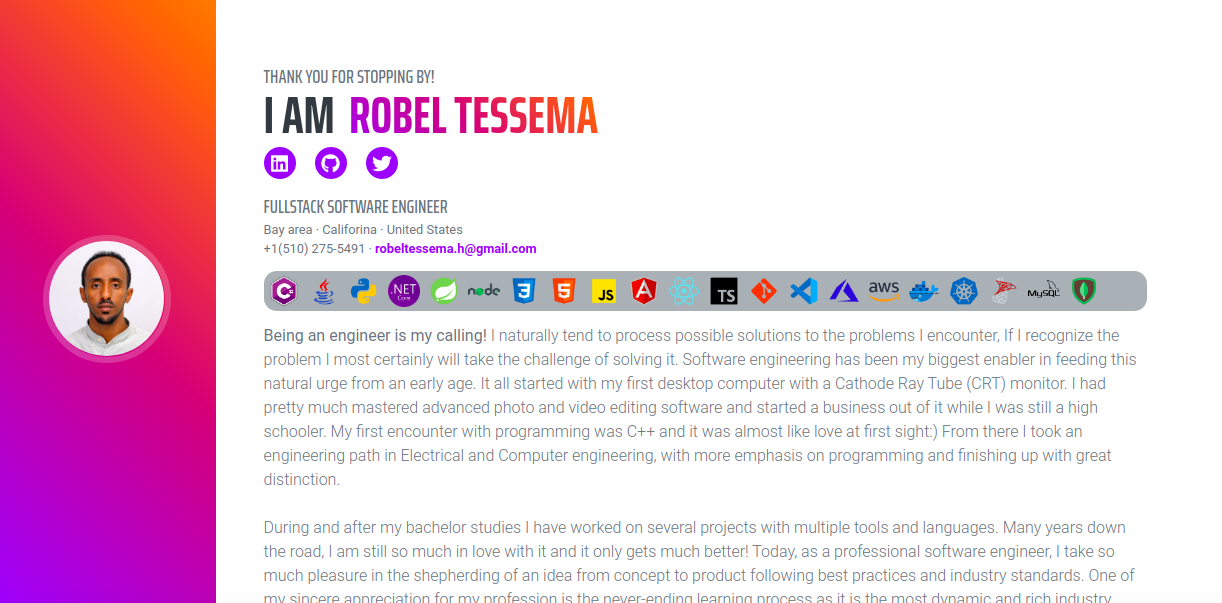 THANK YOU FOR STOPPING BY!
I AM ROBEL TESSEMA
in
FULLSTACK SOFTWARE ENGINEER
Bay area · Califorina · United States
+1(510) 275-5491 · robeltessema.h@gmail.com
C .NET Core node 3 5 JS A TS aws MySQL
Being an engineer is my calling! I naturally tend to process possible solutions to the problems I encounter, If I recognize the
problem I most certainly will take the challenge of solving it. Software engineering has been my biggest enabler in feeding this
natural urge from an early age. It all started with my first desktop computer with a Cathode Ray Tube (CRT) monitor. I had
pretty much mastered advanced photo and video editing software and started a business out of it while I was still a high
schooler. My first encounter with programming was C++ and it was almost like love at first sight:) From there I took an
engineering path in Electrical and Computer engineering, with more emphasis on programming and finishing up with great
distinction.
During and after my bachelor studies I have worked on several projects with multiple tools and languages. Many years down
the road, I am still so much in love with it and it only gets much better! Today, as a professional software engineer, I take so
much pleasure in the shepherding of an idea from concept to product following best practices and industry standards. One of
my sincere appreciation for my profession is the never-ending learning process as it is the most dynamic and rich industry